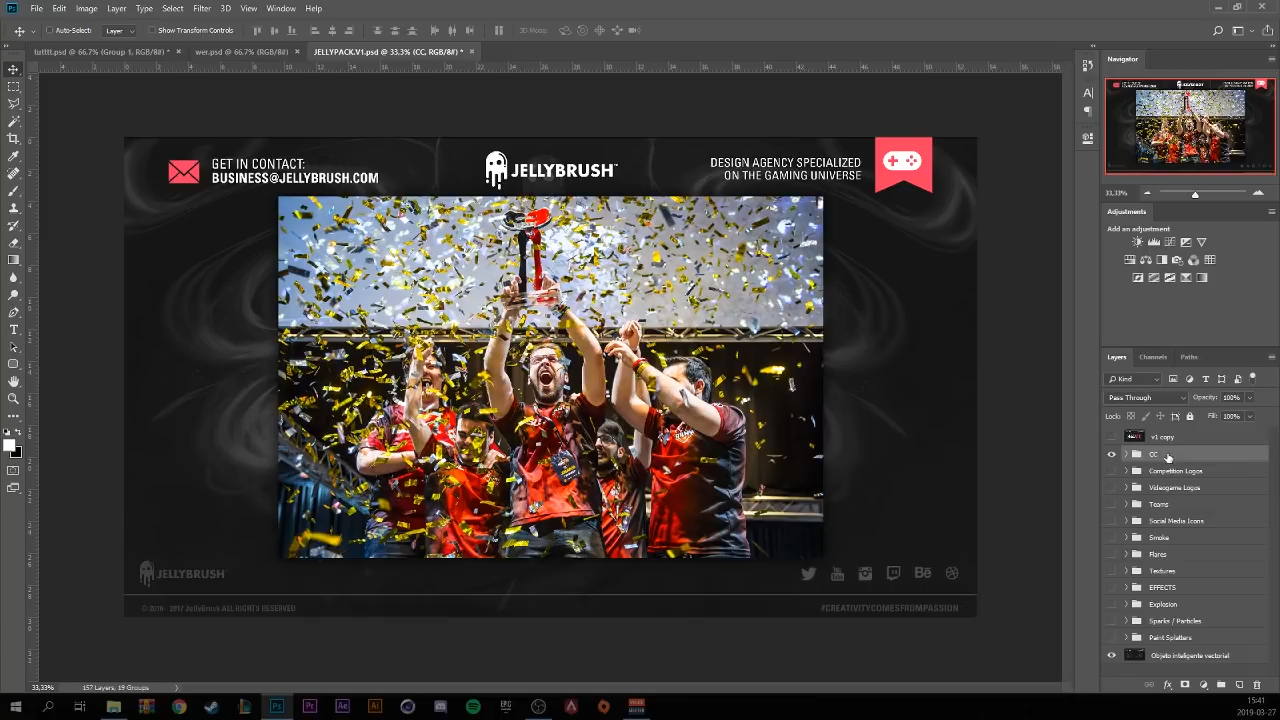 File Edit Image Layer Type Select Filter 3D View Window Help
Auto-Select: Layer Show Transform Controls 3D Mode:
tutttt.psd @ 66,7% (Group 1, RGB/8#) * wer.psd @ 66,7% (RGB/8#) JELLYPACK.V1.psd @ 33,3% (CC, RGB/8#) *
GET IN CONTACT:
BUSINESS@JELLYBRUSH.COM
JELLYBRUSH™
DESIGN AGENCY SPECIALIZED
ON THE GAMING UNIVERSE
JELLYBRUSH
© 2016 - 2017 JellyBrush ALL RIGHTS RESERVED
#CREATIVITYCOMESFROMPASSION
33,33% 157 Layers, 19 Groups
Navigator
33,33%
Adjustments
Add an adjustment
Layers Channels Paths
Kind
Pass Through Opacity: 100%
Lock: Fill: 100%
v1 copy
CC
Competition Logos
Videogame Logos
Teams
Social Media Icons
Smoke
Flares
Textures
EFFECTS
Explosion
Sparks / Particles
Paint Splatters
Objeto inteligente vectorial
15:41
2019-03-27